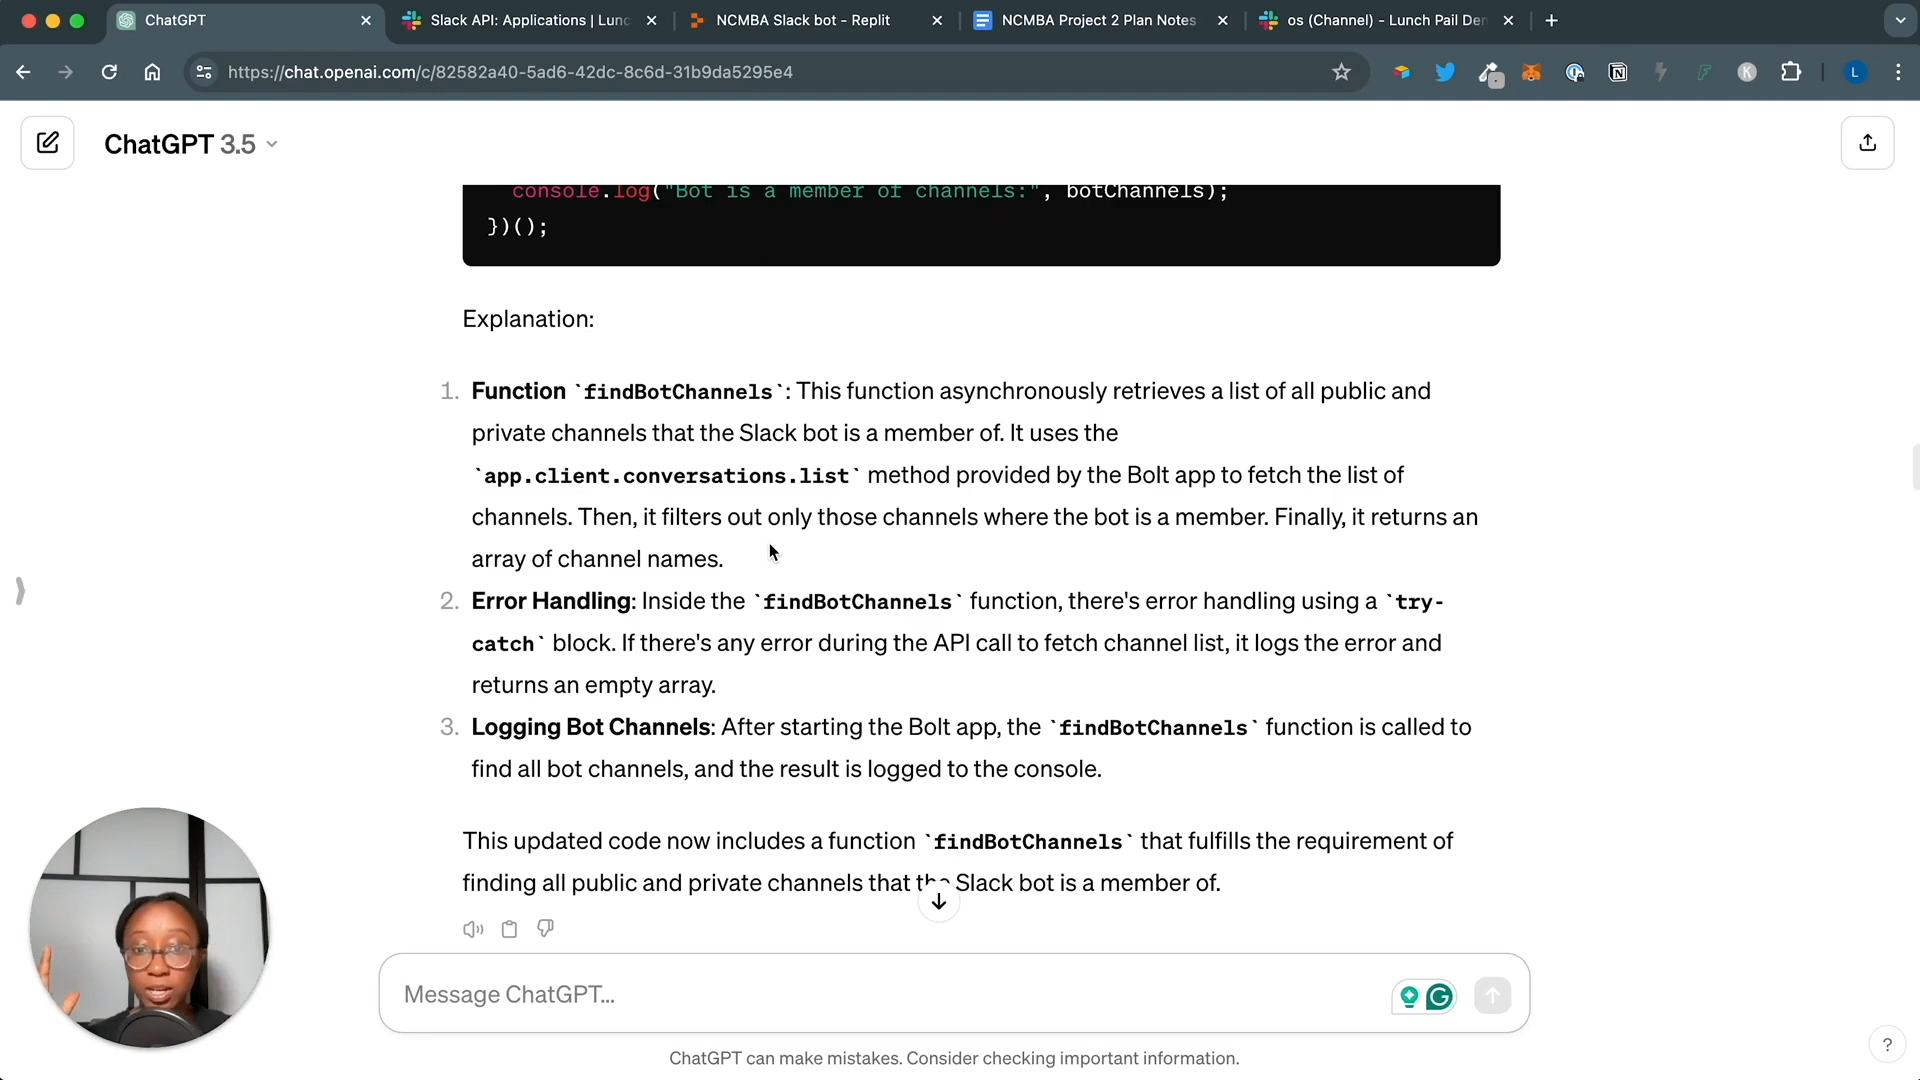 ChatGPT
Slack API: Applications | Lunc
NCMBA Slack bot - Replit
NCMBA Project 2 Plan Notes
os (Channel) - Lunch Pail Den
https://chat.openai.com/c/82582a40-5ad6-42dc-8c6d-31b9da5295e4
L
ChatGPT 3.5
console.log("Bot is a member of channels:", botChannels);
})();
Explanation:
1. Function `findBotChannels`: This function asynchronously retrieves a list of all public and
private channels that the Slack bot is a member of. It uses the
`app.client.conversations.list` method provided by the Bolt app to fetch the list of
channels. Then, it filters out only those channels where the bot is a member. Finally, it returns an
array of channel names.
2. Error Handling: Inside the `findBotChannels` function, there's error handling using a `try-
catch` block. If there's any error during the API call to fetch channel list, it logs the error and
returns an empty array.
3. Logging Bot Channels: After starting the Bolt app, the `findBotChannels` function is called to
find all bot channels, and the result is logged to the console.
This updated code now includes a function `findBotChannels` that fulfills the requirement of
finding all public and private channels that the Slack bot is a member of.
Message ChatGPT...
ChatGPT can make mistakes. Consider checking important information.
?